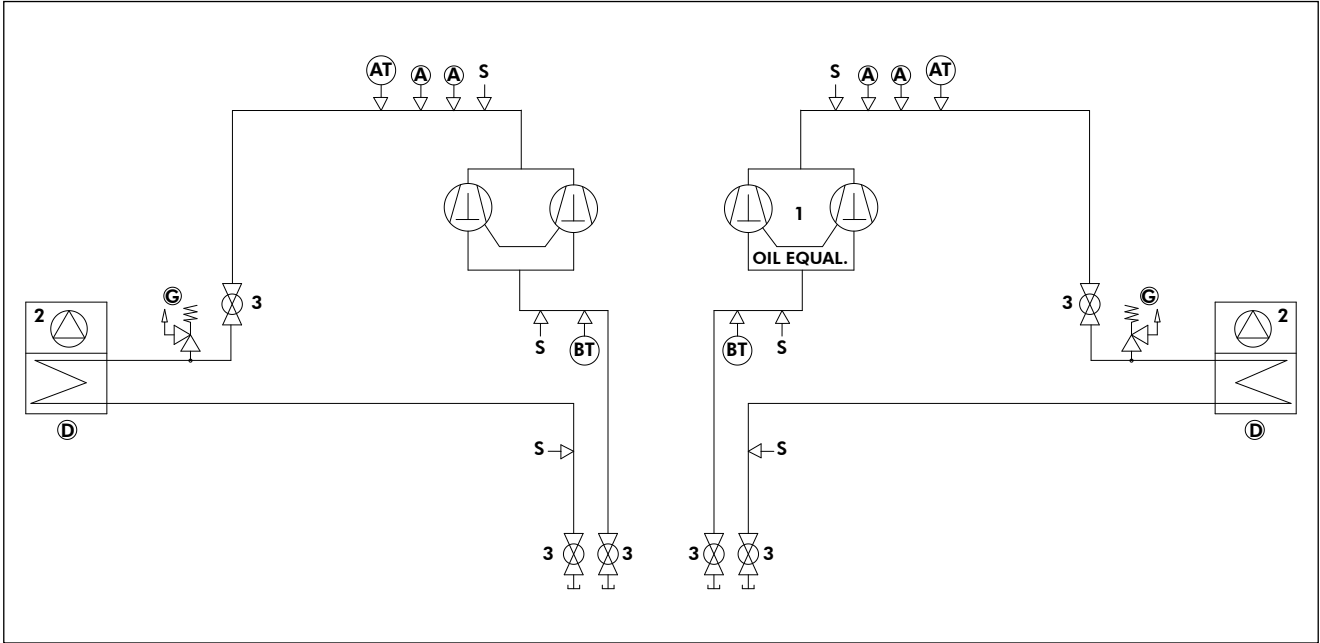 AT A A S S A A AT
1
OIL EQUAL.
G 3 3 G
2 2
S BT BT S
D D
S S
3 3 3 3